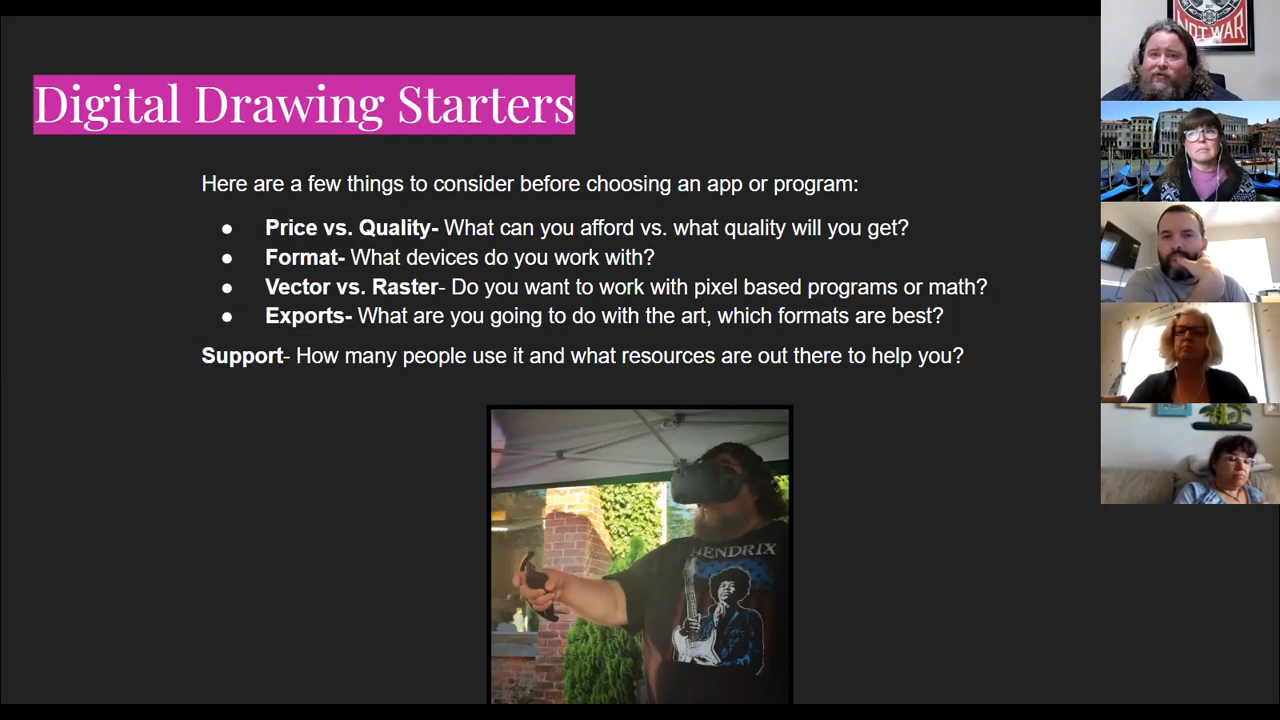 Digital Drawing Starters
Here are a few things to consider before choosing an app or program:
● Price vs. Quality- What can you afford vs. what quality will you get?
● Format- What devices do you work with?
● Vector vs. Raster- Do you want to work with pixel based programs or math?
● Exports- What are you going to do with the art, which formats are best?
Support- How many people use it and what resources are out there to help you?
HENDRIX
NOT WAR